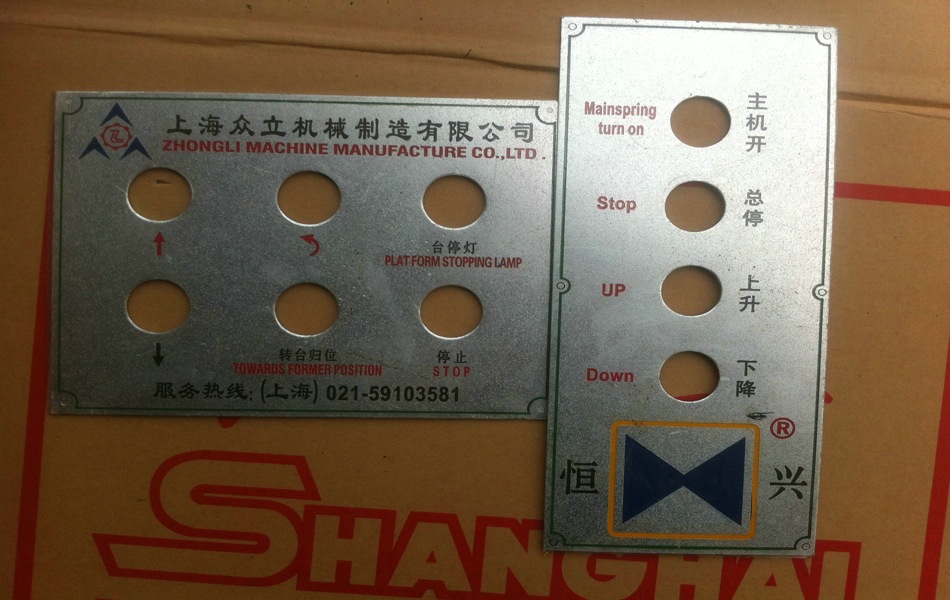 上海众立机械制造有限公司
ZHONGLI MACHINE MANUFACTURE CO.,LTD.
台停灯
PLAT FORM STOPPING LAMP
转台归位
TOWARDS FORMER POSITION
停止
STOP
服务热线:(上海) 021-59103581
Mainspring
turn on
主机开
Stop
总停
UP
上升
Down
下降
®
恒兴
SHANGHAI